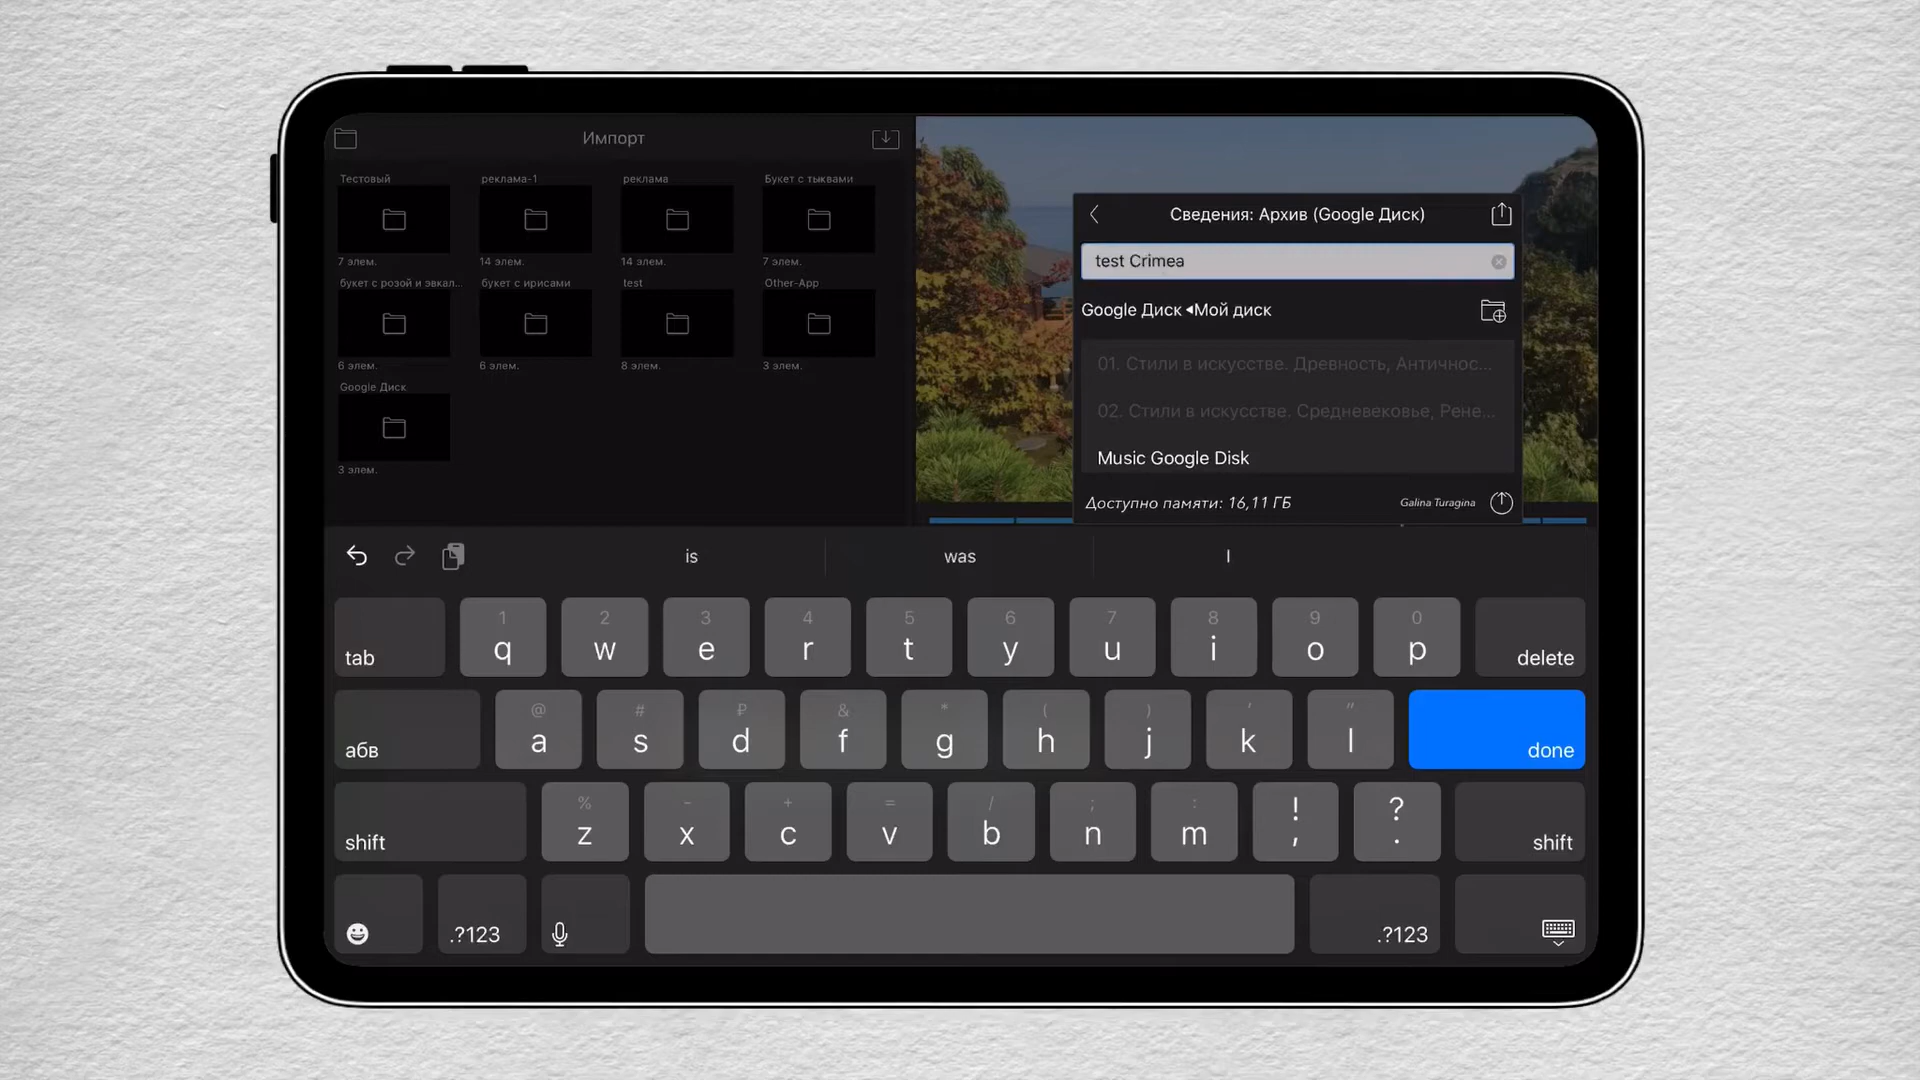 Импорт
Тестовый
реклама-1
реклама
Букет с тыквами
7 элем.
14 элем.
14 элем.
7 элем.
букет с розой и эвкал...
букет с ирисами
test
Other-App
6 элем.
6 элем.
8 элем.
3 элем.
Google Диск
3 элем.
Сведения: Архив (Google Диск)
test Crimea
Google Диск ◂Мой диск
01. Стили в искусстве. Древность, Античнос...
02. Стили в искусстве. Средневековье, Рене...
Music Google Disk
Доступно памяти: 16,11 ГБ
Galina Turagina
is was I
1 2 3 4 5 6 7 8 9 0
tab q w e r t y u i o p delete
@ # ₽ & * ( ) ' "
абв a s d f g h j k l done
% - + = / ; : ! ?
shift z x c v b n m , . shift
.?123 .?123